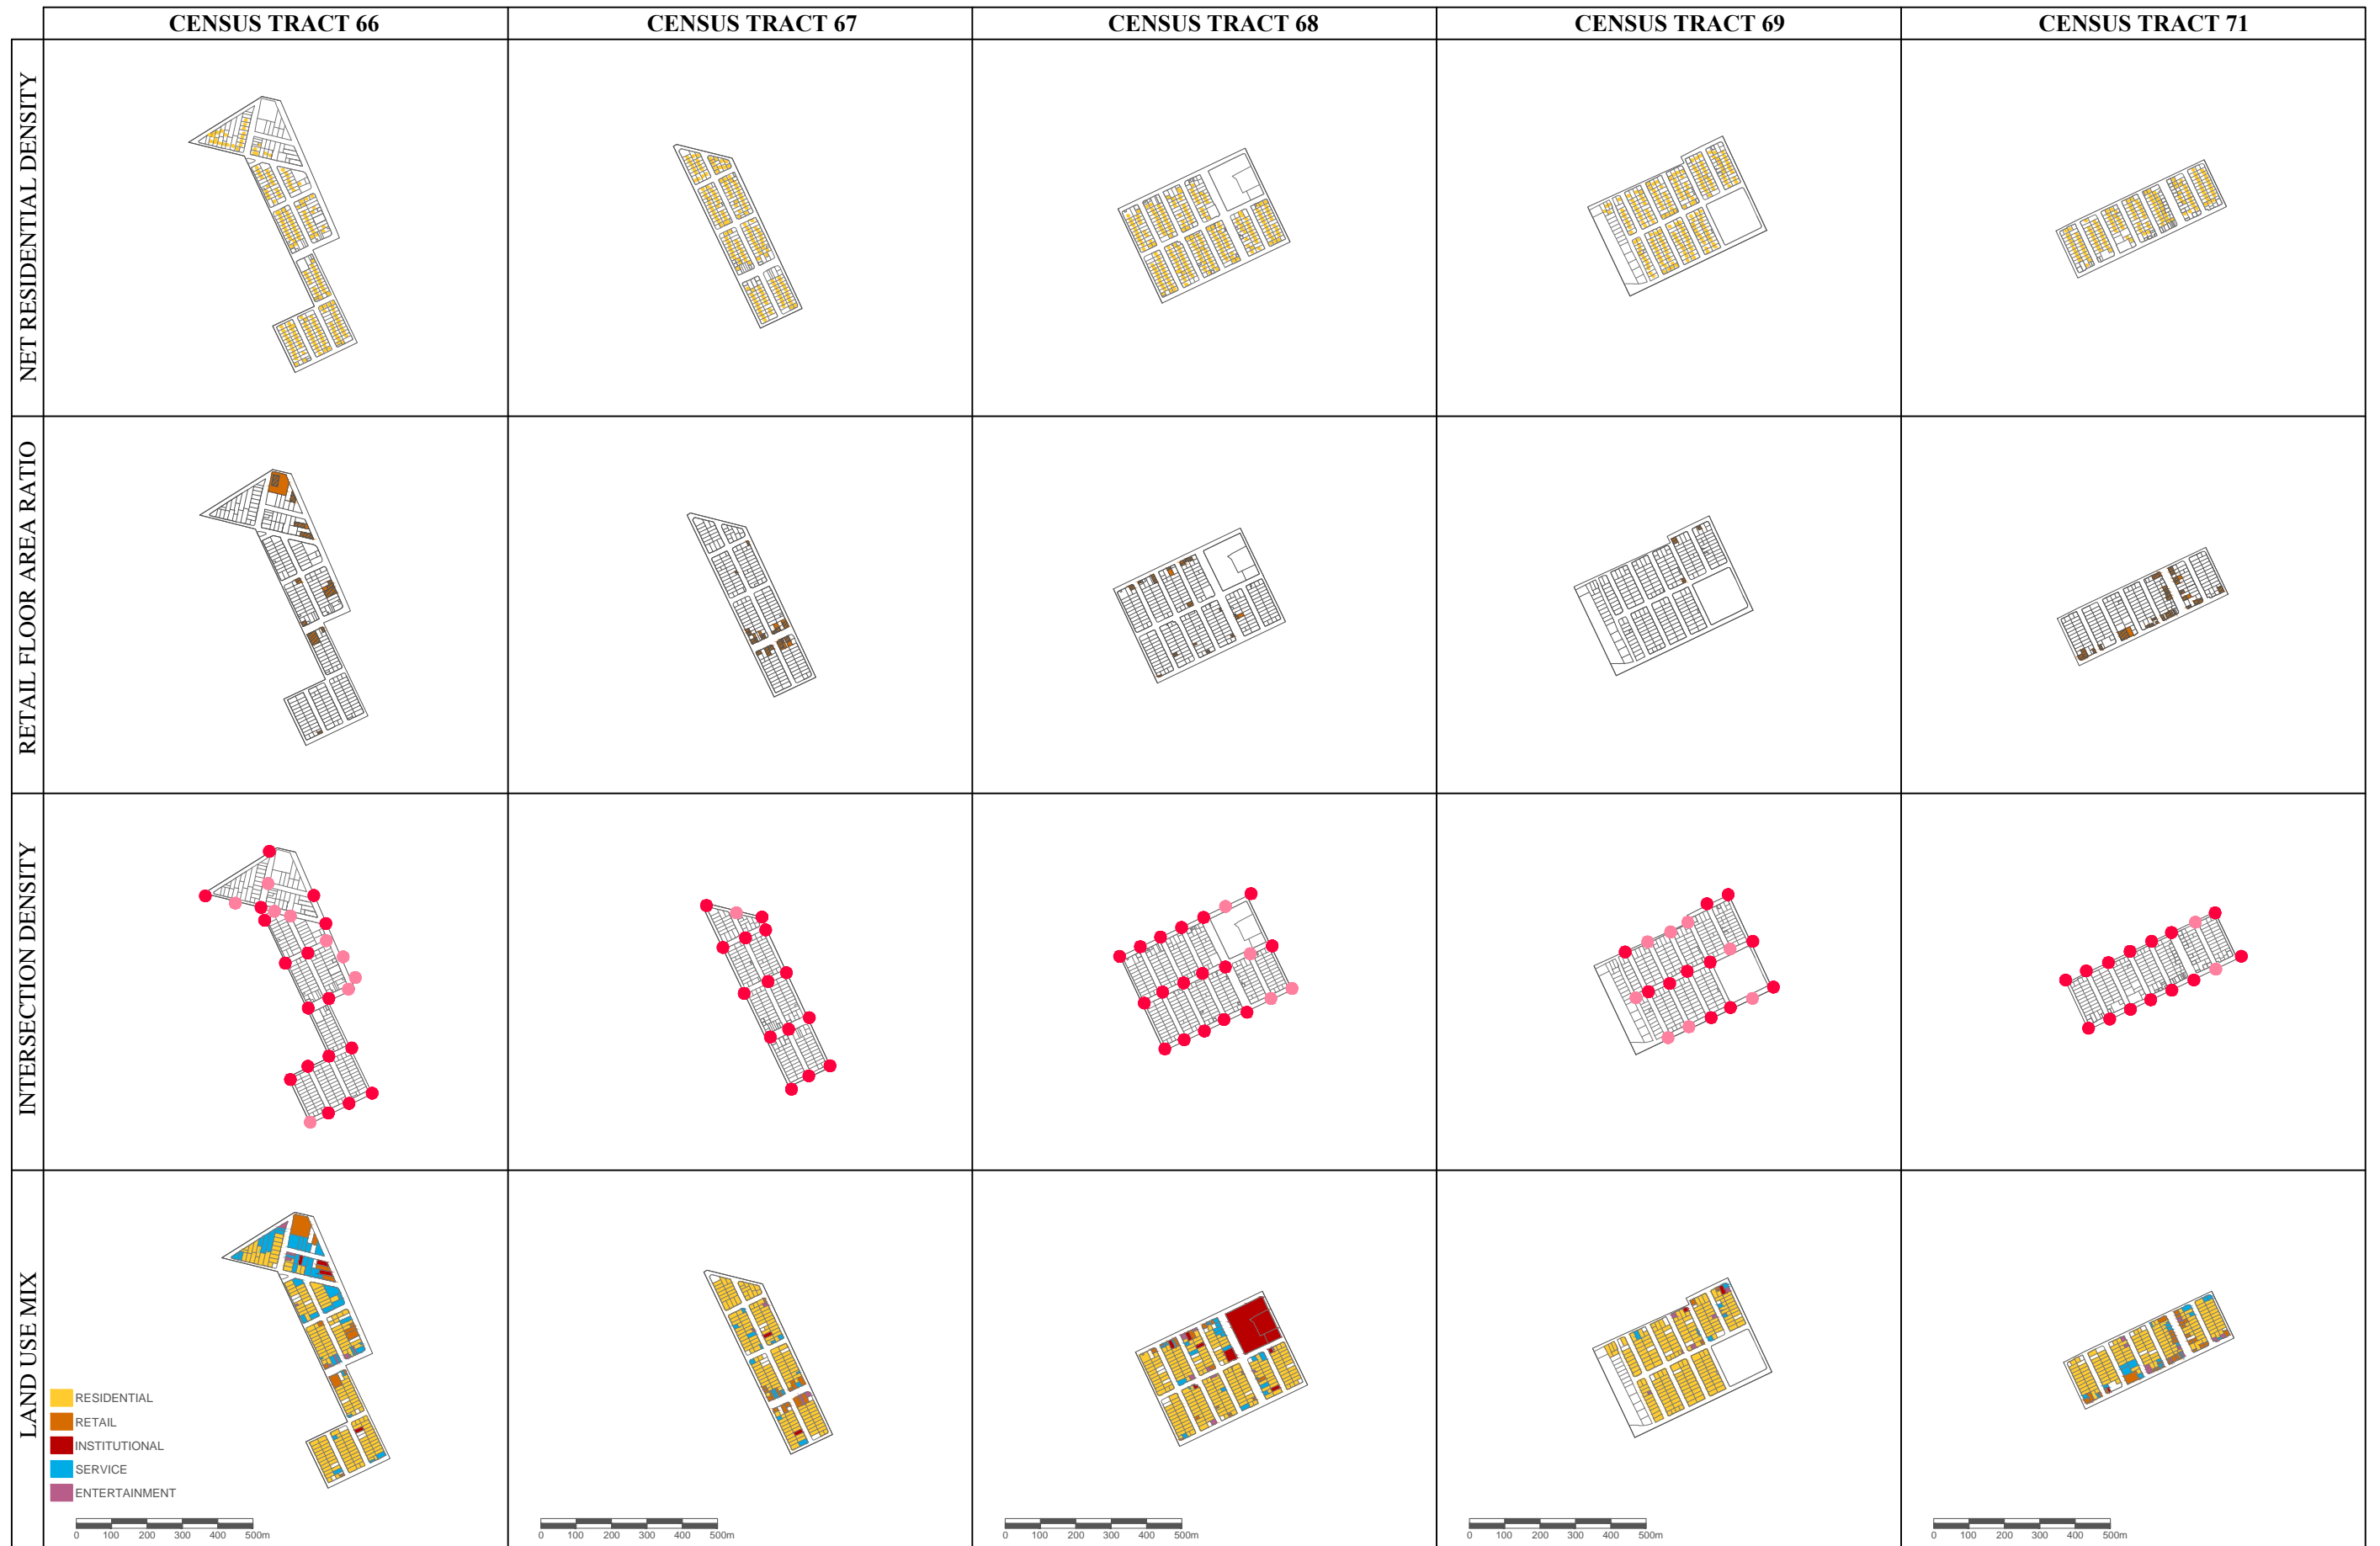 CENSUS TRACT 66
CENSUS TRACT 67
CENSUS TRACT 68
CENSUS TRACT 69
CENSUS TRACT 71
NET RESIDENTIAL DENSITY
RETAIL FLOOR AREA RATIO
INTERSECTION DENSITY
LAND USE MIX
RESIDENTIAL
RETAIL
INSTITUTIONAL
SERVICE
ENTERTAINMENT
0 100 200 300 400 500m
0 100 200 300 400 500m
0 100 200 300 400 500m
0 100 200 300 400 500m
0 100 200 300 400 500m